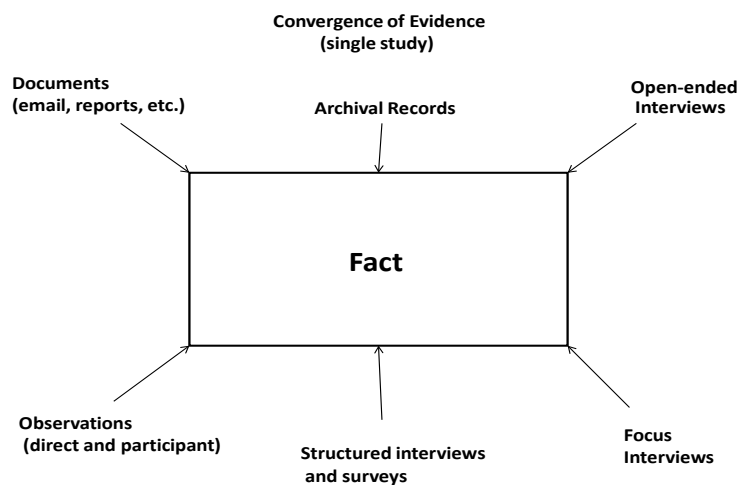 Convergence of Evidence
(single study)
Documents
(email, reports, etc.)
Archival Records
Open-ended
Interviews
Fact
Observations
(direct and participant)
Structured interviews
and surveys
Focus
Interviews